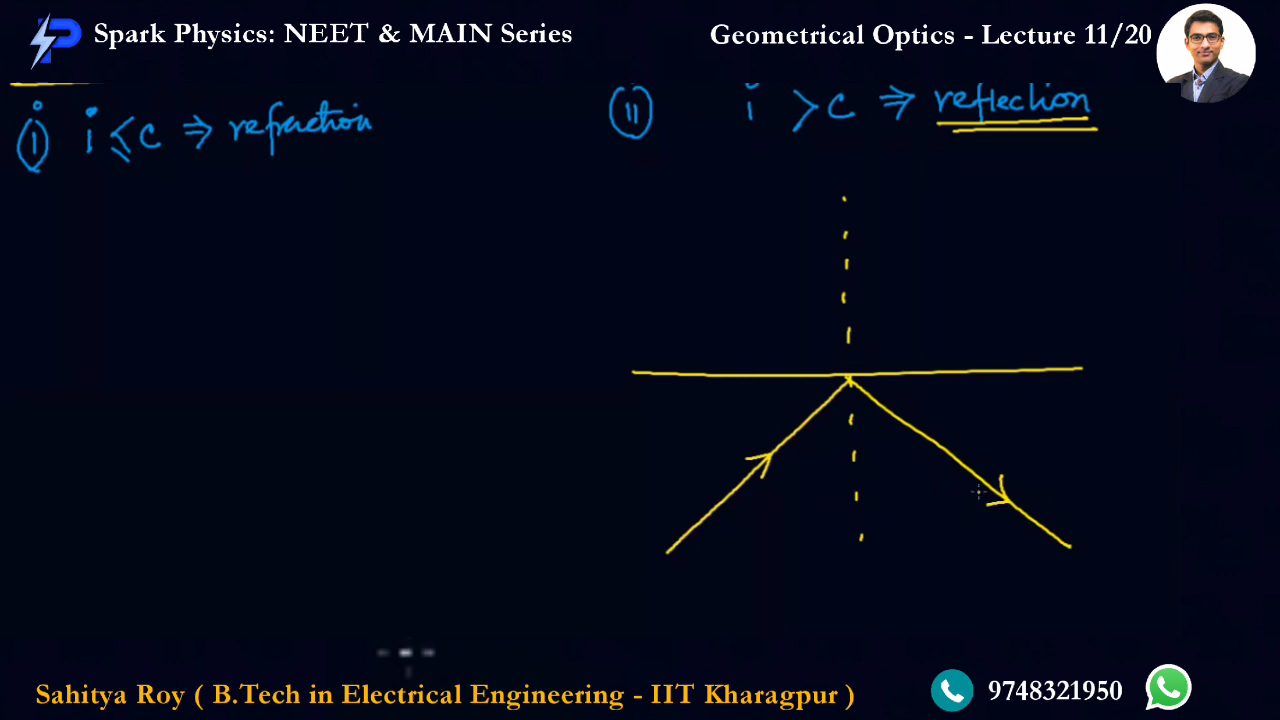 Spark Physics: NEET & MAIN Series
Geometrical Optics - Lecture 11/20
(i) i ⩽ C ⇒ refraction
(ii) i > C ⇒ reflection
Sahitya Roy ( B.Tech in Electrical Engineering - IIT Kharagpur )
9748321950